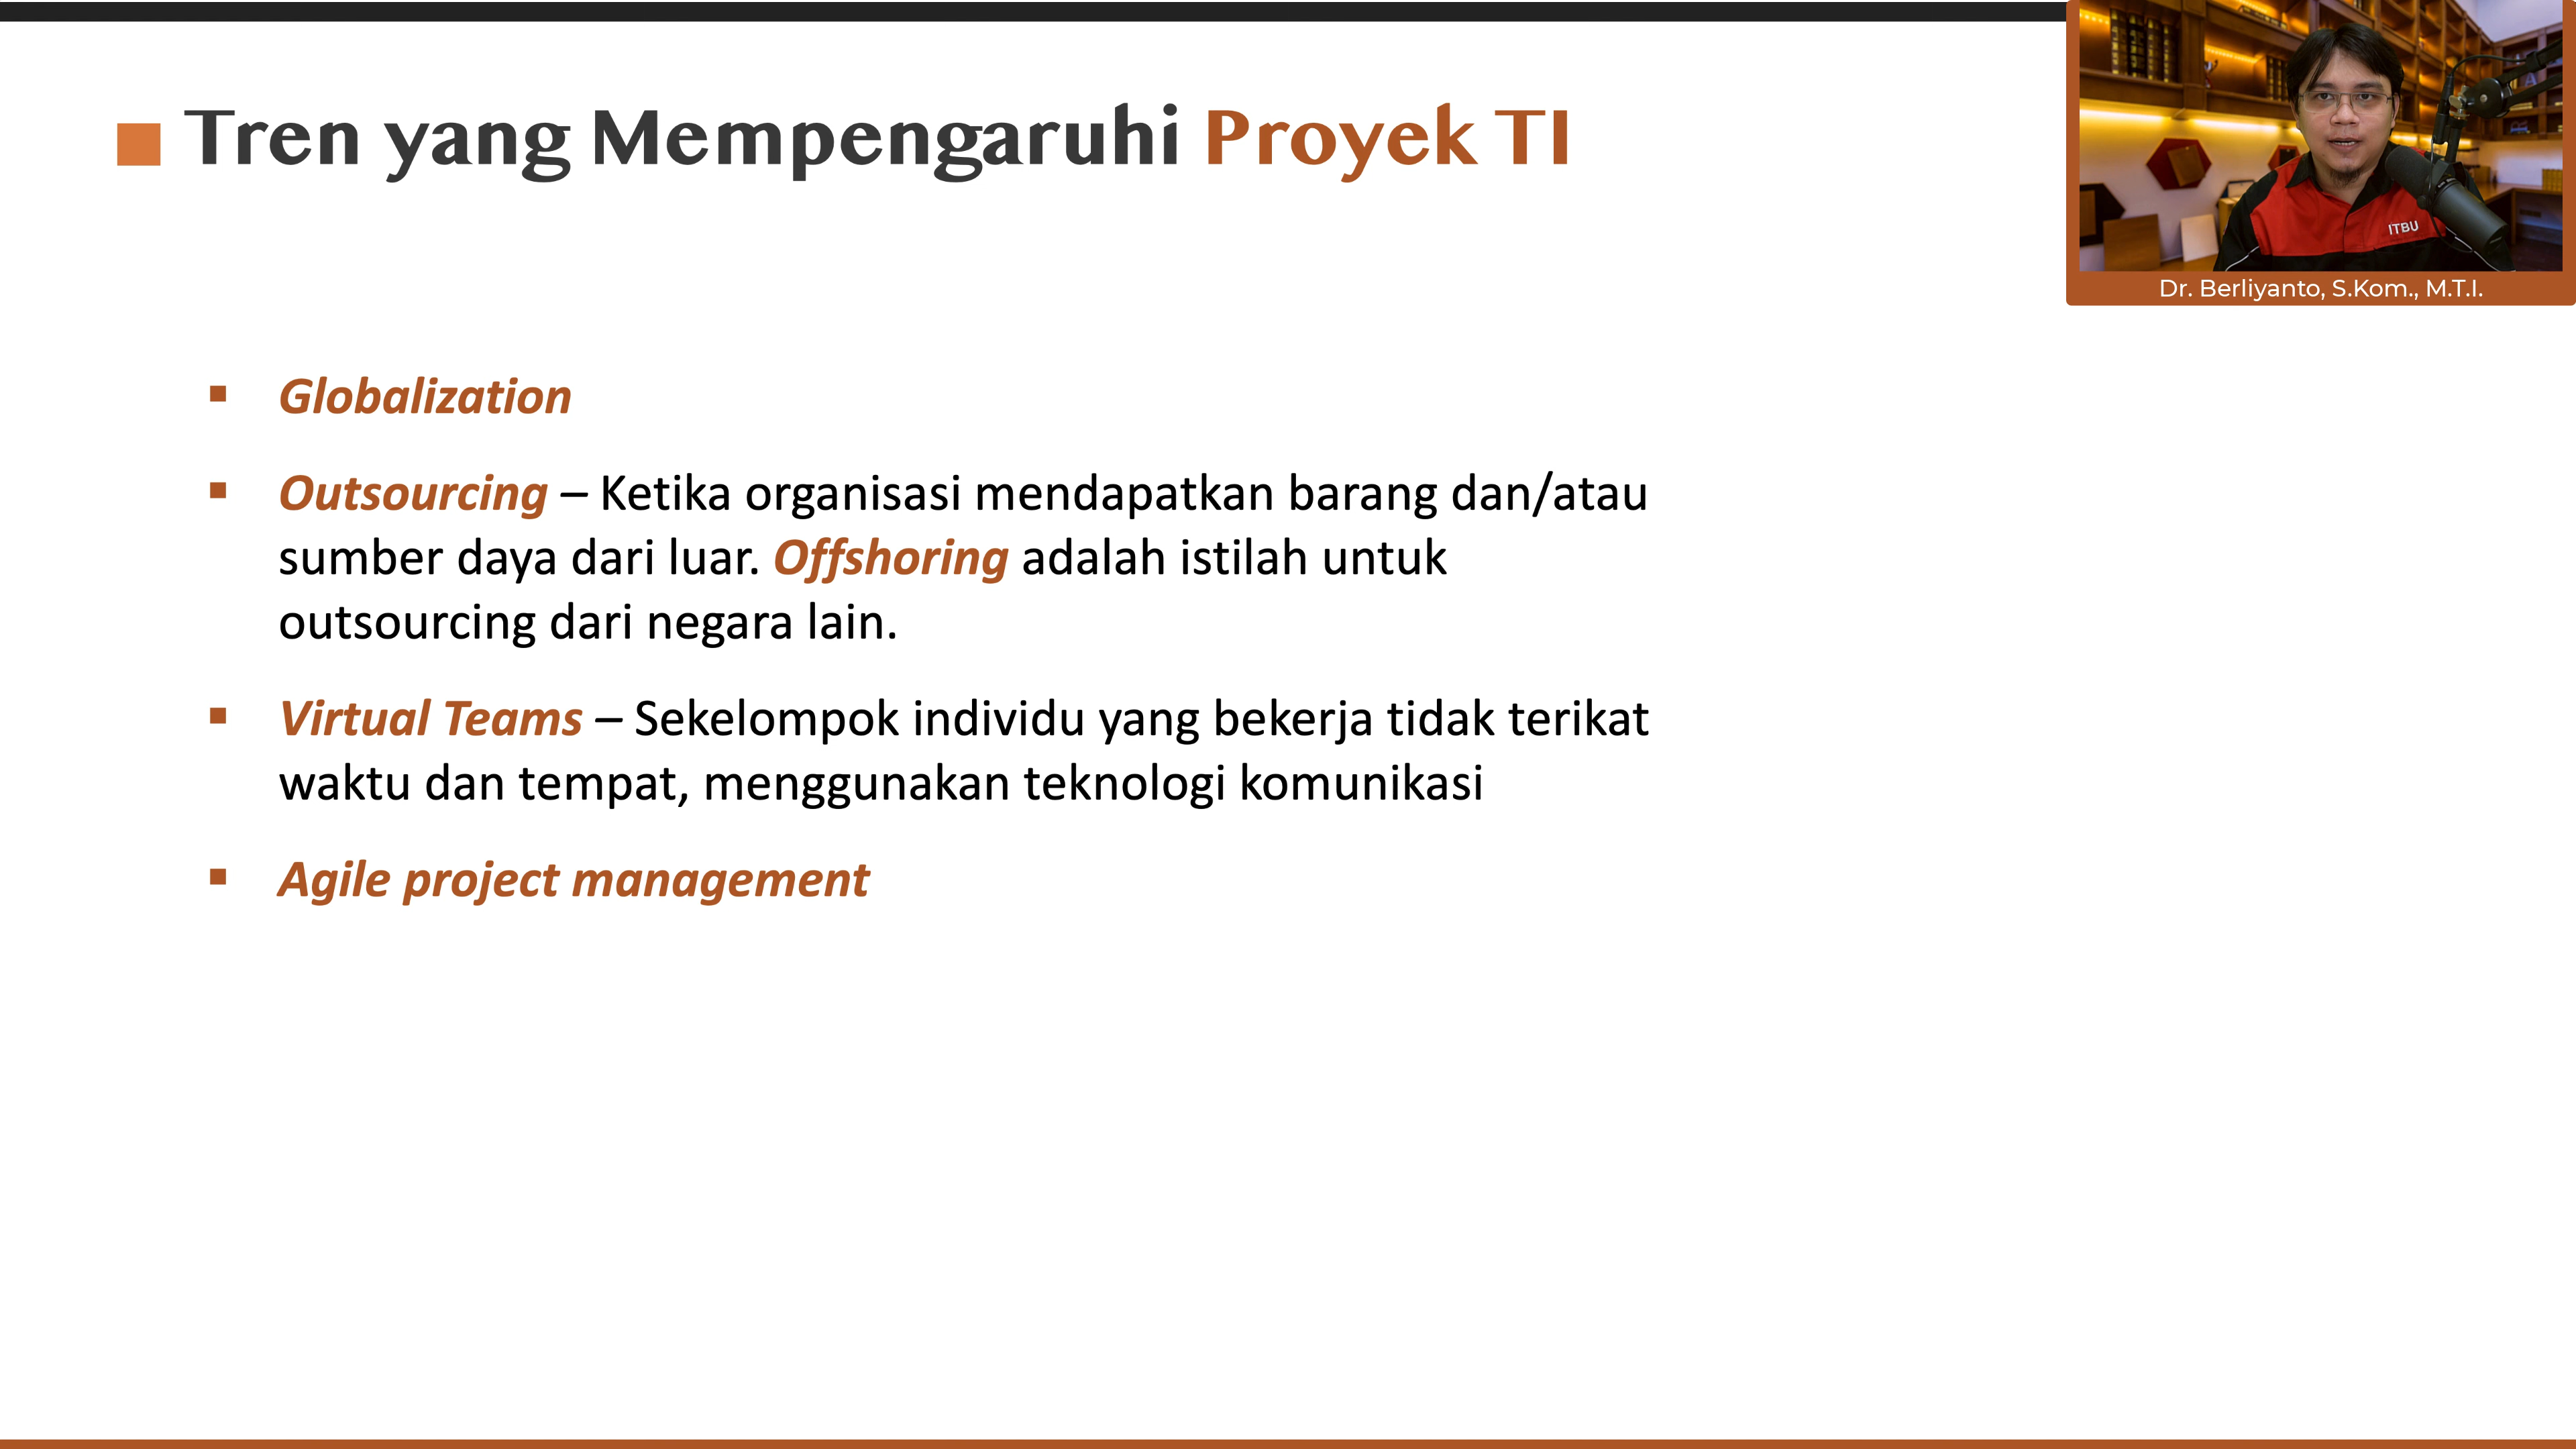 Tren yang Mempengaruhi Proyek TI
ITBU
Dr. Berliyanto, S.Kom., M.T.I.
▪ Globalization
▪ Outsourcing – Ketika organisasi mendapatkan barang dan/atau
sumber daya dari luar. Offshoring adalah istilah untuk
outsourcing dari negara lain.
▪ Virtual Teams – Sekelompok individu yang bekerja tidak terikat
waktu dan tempat, menggunakan teknologi komunikasi
▪ Agile project management